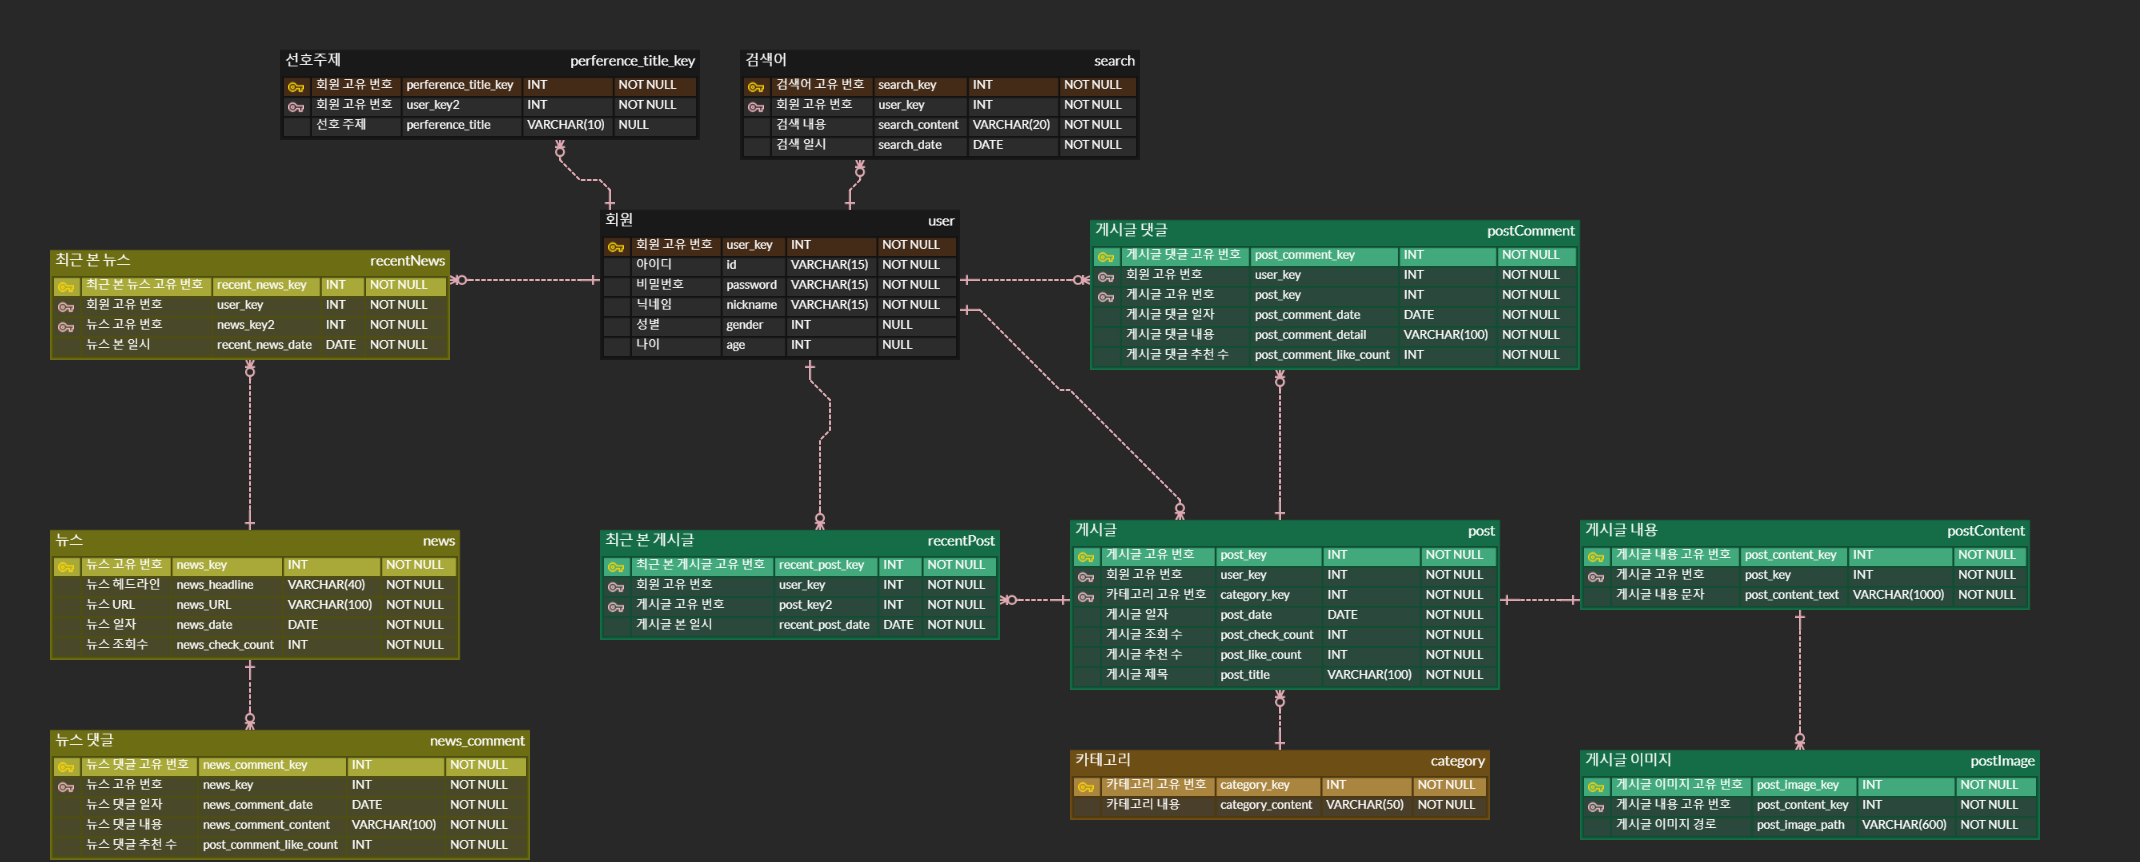 선호주제 perference_title_key
회원 고유 번호 perference_title_key INT NOT NULL
회원 고유 번호 user_key2 INT NOT NULL
선호 주제 perference_title VARCHAR(10) NULL
검색어 search
검색어 고유 번호 search_key INT NOT NULL
회원 고유 번호 user_key INT NOT NULL
검색 내용 search_content VARCHAR(20) NOT NULL
검색 일시 search_date DATE NOT NULL
회원 user
회원 고유 번호 user_key INT NOT NULL
아이디 id VARCHAR(15) NOT NULL
비밀번호 password VARCHAR(15) NOT NULL
닉네임 nickname VARCHAR(15) NOT NULL
성별 gender INT NULL
나이 age INT NULL
게시글 댓글 postComment
게시글 댓글 고유 번호 post_comment_key INT NOT NULL
회원 고유 번호 user_key INT NOT NULL
게시글 고유 번호 post_key INT NOT NULL
게시글 댓글 일자 post_comment_date DATE NOT NULL
게시글 댓글 내용 post_comment_detail VARCHAR(100) NOT NULL
게시글 댓글 추천 수 post_comment_like_count INT NOT NULL
최근 본 뉴스 recentNews
최근 본 뉴스 고유 번호 recent_news_key INT NOT NULL
회원 고유 번호 user_key INT NOT NULL
뉴스 고유 번호 news_key2 INT NOT NULL
뉴스 본 일시 recent_news_date DATE NOT NULL
뉴스 news
뉴스 고유 번호 news_key INT NOT NULL
뉴스 헤드라인 news_headline VARCHAR(40) NOT NULL
뉴스 URL news_URL VARCHAR(100) NOT NULL
뉴스 일자 news_date DATE NOT NULL
뉴스 조회수 news_check_count INT NOT NULL
최근 본 게시글 recentPost
최근 본 게시글 고유 번호 recent_post_key INT NOT NULL
회원 고유 번호 user_key INT NOT NULL
게시글 고유 번호 post_key2 INT NOT NULL
게시글 본 일시 recent_post_date DATE NOT NULL
게시글 post
게시글 고유 번호 post_key INT NOT NULL
회원 고유 번호 user_key INT NOT NULL
카테고리 고유 번호 category_key INT NOT NULL
게시글 일자 post_date DATE NOT NULL
게시글 조회 수 post_check_count INT NOT NULL
게시글 추천 수 post_like_count INT NOT NULL
게시글 제목 post_title VARCHAR(100) NOT NULL
게시글 내용 postContent
게시글 내용 고유 번호 post_content_key INT NOT NULL
게시글 고유 번호 post_key INT NOT NULL
게시글 내용 문자 post_content_text VARCHAR(1000) NOT NULL
뉴스 댓글 news_comment
뉴스 댓글 고유 번호 news_comment_key INT NOT NULL
뉴스 고유 번호 news_key INT NOT NULL
뉴스 댓글 일자 news_comment_date DATE NOT NULL
뉴스 댓글 내용 news_comment_content VARCHAR(100) NOT NULL
뉴스 댓글 추천 수 post_comment_like_count INT NOT NULL
카테고리 category
카테고리 고유 번호 category_key INT NOT NULL
카테고리 내용 category_content VARCHAR(50) NOT NULL
게시글 이미지 postImage
게시글 이미지 고유 번호 post_image_key INT NOT NULL
게시글 내용 고유 번호 post_content_key INT NOT NULL
게시글 이미지 경로 post_image_path VARCHAR(600) NOT NULL